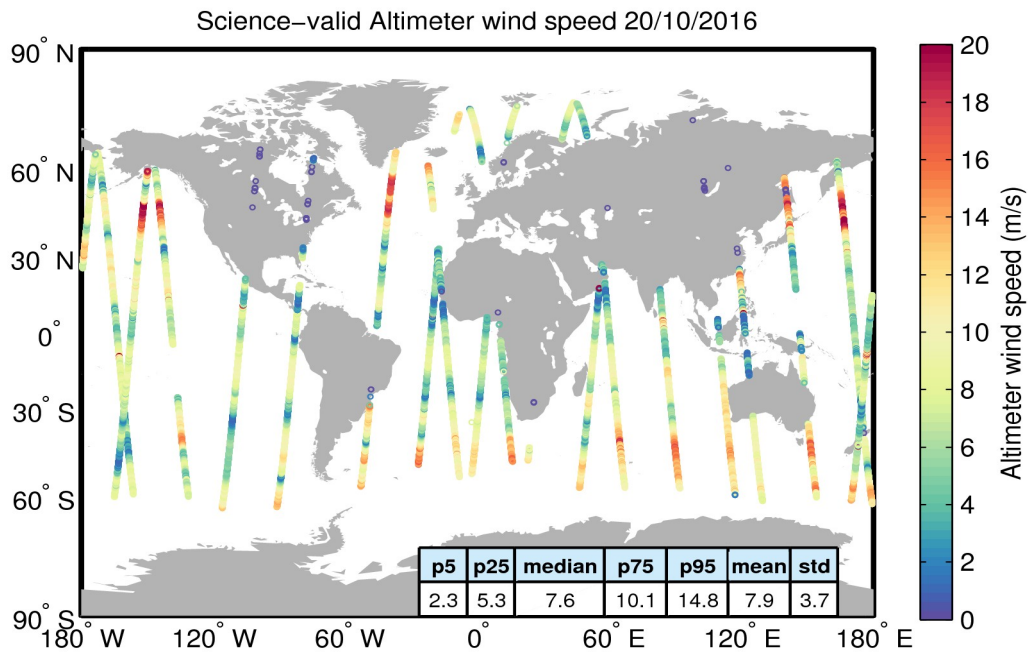 Science−valid Altimeter wind speed 20/10/2016
90° N
60° N
30° N
0°
30° S
60° S
90° S
180° W
120° W
60° W
0°
60° E
120° E
180° E
p5 p25 median p75 p95 mean std
2.3 5.3 7.6 10.1 14.8 7.9 3.7
20
18
16
14
12
10
8
6
4
2
0
Altimeter wind speed (m/s)